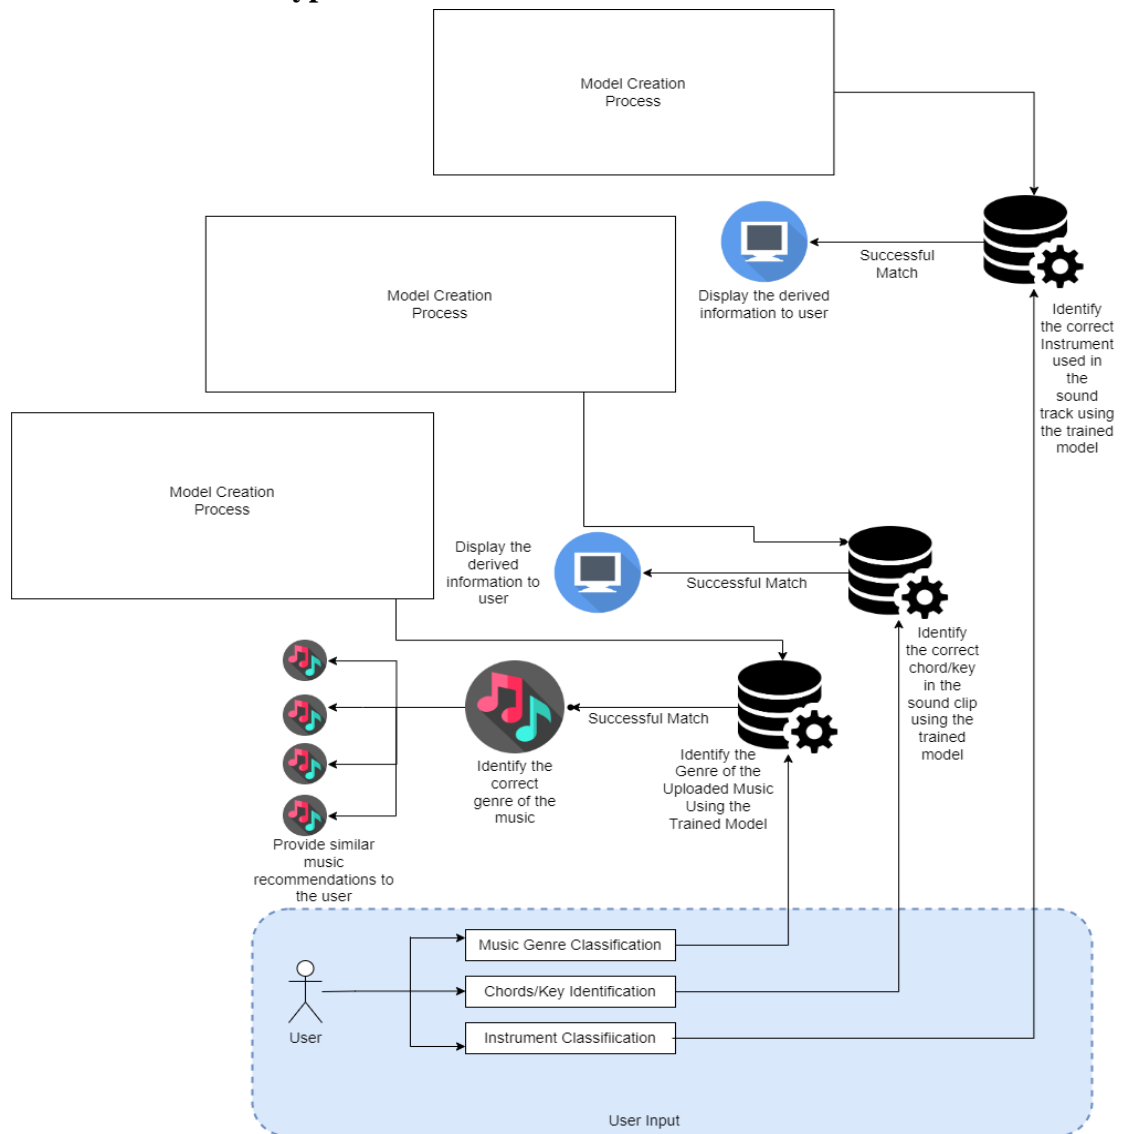 yp
Model Creation
Process
Successful
Match
Display the derived
information to user
Identify
the correct
Instrument
used in
the
sound
track using
the trained
model
Model Creation
Process
Model Creation
Process
Display the
derived
information to
user
Successful Match
Identify
the correct
chord/key
in the
sound clip
using the
trained
model
Successful Match
Identify the
correct
genre of the
music
Identify the
Genre of the
Uploaded Music
Using the
Trained Model
Provide similar
music
recommendations to
the user
Music Genre Classification
Chords/Key Identification
Instrument Classifiication
User
User Input